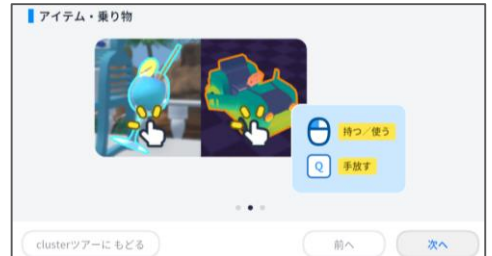 アイテム・乗り物
持つ／使う
Q
手放す
clusterツアーに もどる
前へ
次へ